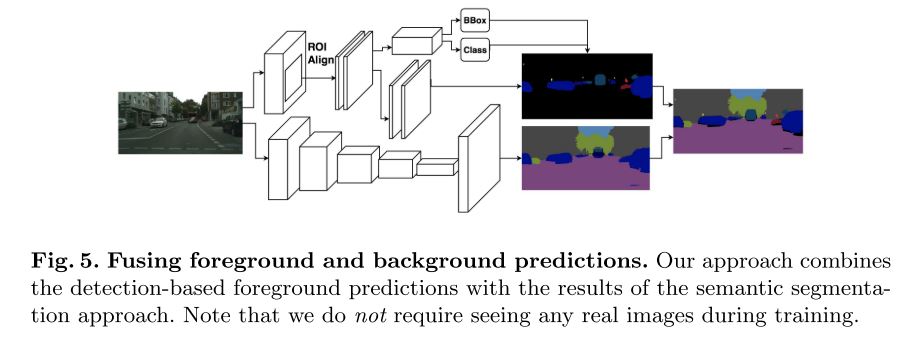 BBox
ROI
Align
Class
Fig. 5. Fusing foreground and background predictions. Our approach combines
the detection-based foreground predictions with the results of the semantic segmenta-
tion approach. Note that we do not require seeing any real images during training.